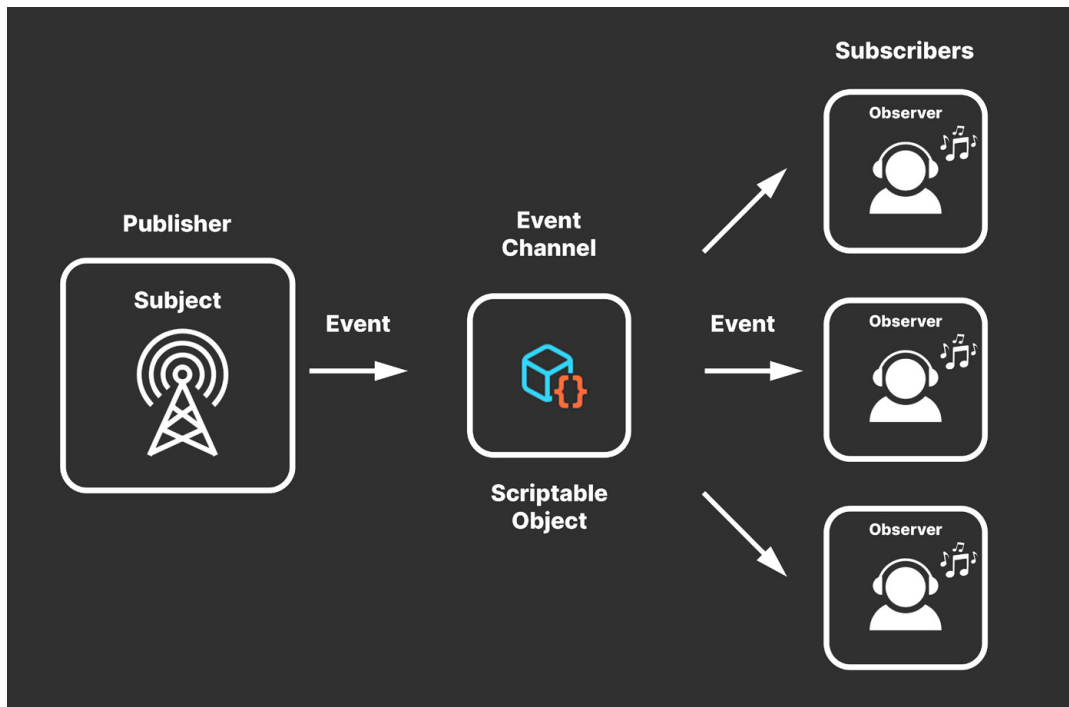 Subscribers
Observer
Publisher
Subject
Event
Event
Channel
Scriptable
Object
Event
Observer
Observer